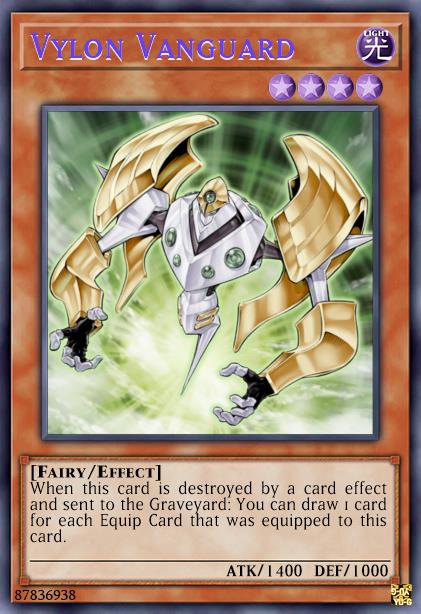 Vylon Vanguard
LIGHT
光
[Fairy/Effect]
When this card is destroyed by a card effect
and sent to the Graveyard: You can draw 1 card
for each Equip Card that was equipped to this
card.
ATK/1400 DEF/1000
87836938